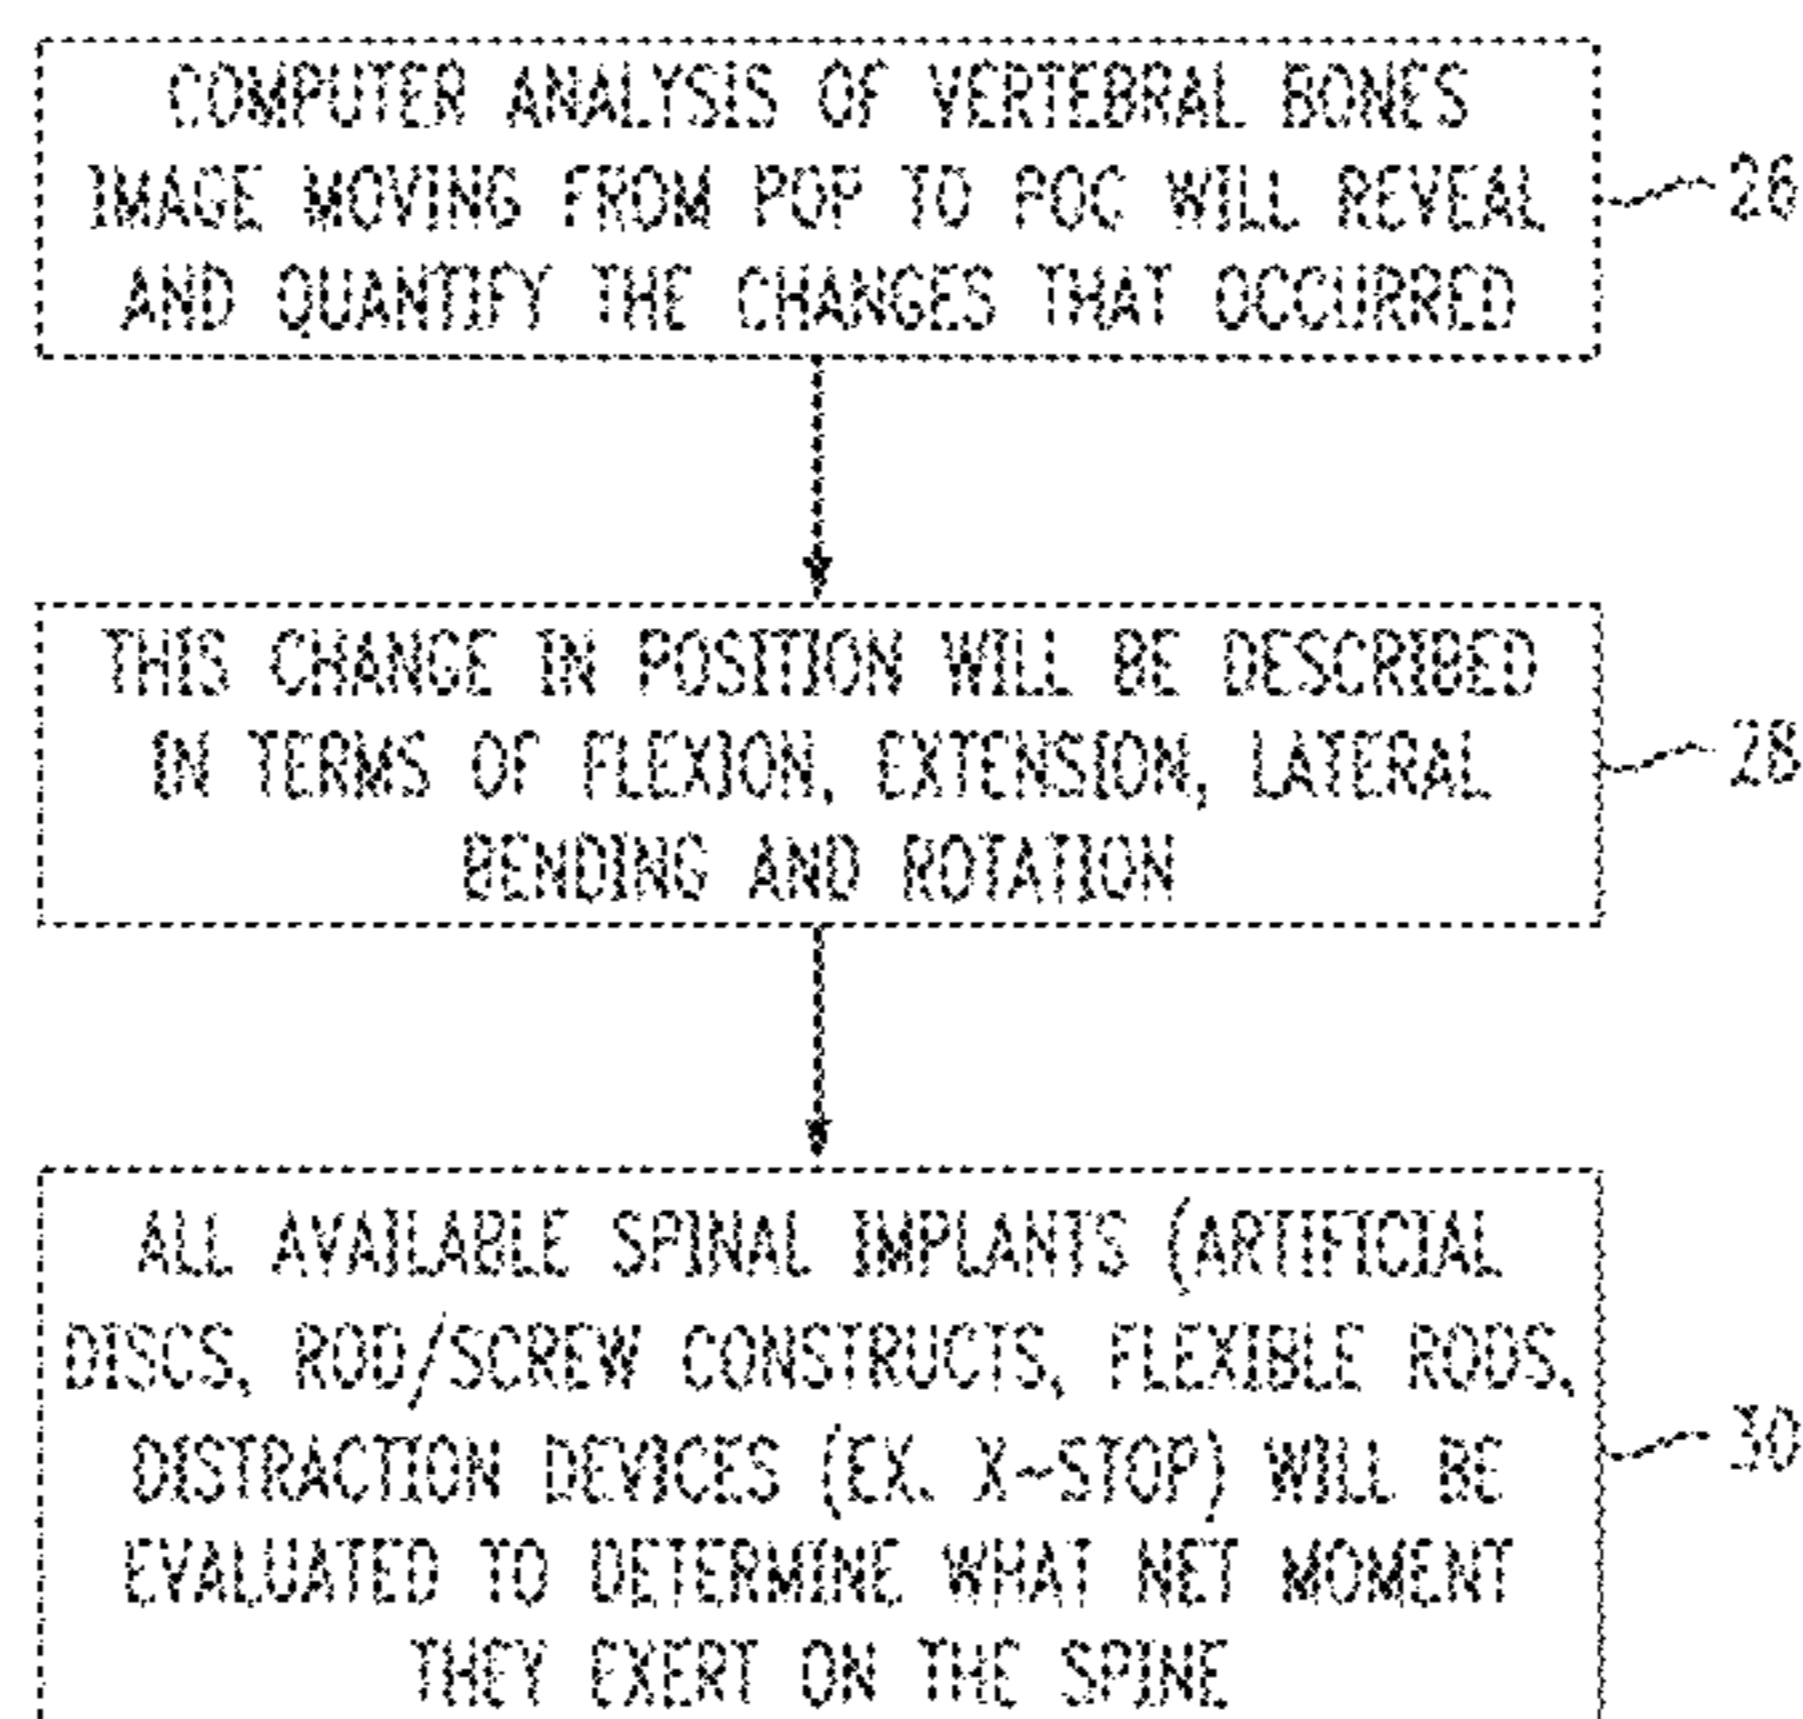 COMPUTER ANALYSIS OF VERTEBRAL BONES
IMAGE MOVING FROM POP TO POC WILL REVEAL
AND QUANTIFY THE CHANGES THAT OCCURRED
26
THIS CHANGE IN POSITION WILL BE DESCRIBED
IN TERMS OF FLEXION, EXTENSION, LATERAL
BENDING AND ROTATION
28
ALL AVAILABLE SPINAL IMPLANTS (ARTIFICIAL
DISCS, ROD/SCREW CONSTRUCTS, FLEXIBLE RODS,
DISTRACTION DEVICES (EX. X-STOP) WILL BE
EVALUATED TO DETERMINE WHAT NET MOMENT
THEY EXERT ON THE SPINE
30